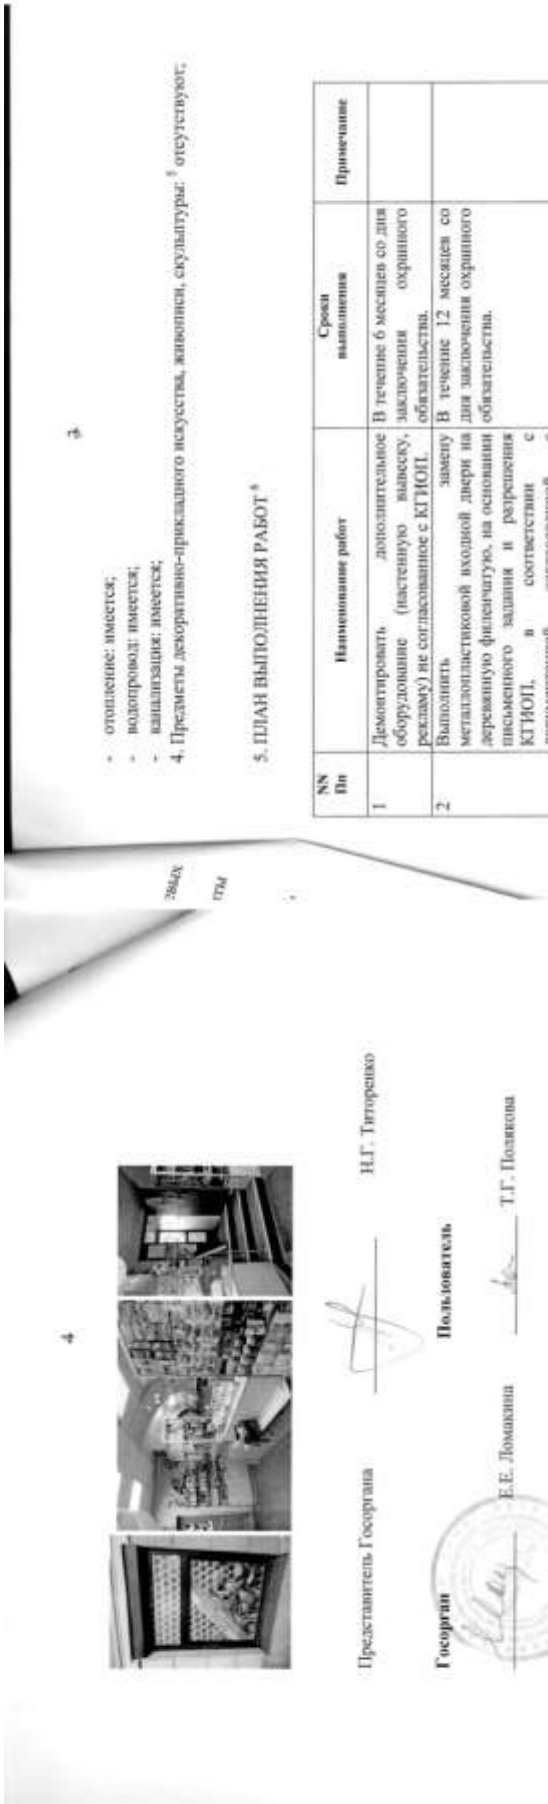 3
- отопление: имеется;
- водопровод: имеется;
- канализация: имеется;
4. Предметы декоративно-прикладного искусства, живописи, скульптуры: ⁵ отсутствуют;
5. ПЛАН ВЫПОЛНЕНИЯ РАБОТ ⁶
NN Пп Наименование работ Сроки выполнения Примечание
1 Демонтировать дополнительное В течение 6 месяцев со дня
оборудование (настенную вывеску, заключения охранного
рекламу) не согласованное с КГИОП. обязательства.
2 Выполнить замену В течение 12 месяцев со
металлопластиковой входной двери на дня заключения охранного
деревянную филенчатую, на основании обязательства.
письменного задания и разрешения
КГИОП, в соответствии с
4
Представитель Госоргана Н.Г. Титоренко
Госорган Пользователь
Е.Е. Ломакина Т.Г. Полякова